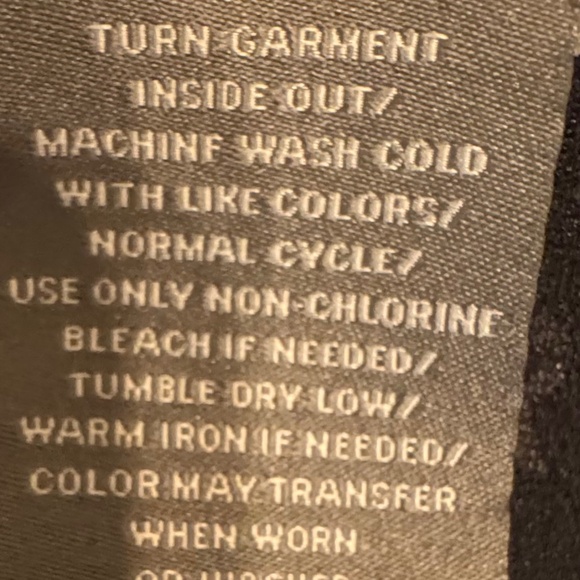 TURN GARMENT
INSIDE OUT/
MACHINE WASH COLD
WITH LIKE COLORS/
NORMAL CYCLE/
USE ONLY NON-CHLORINE
BLEACH IF NEEDED/
TUMBLE DRY LOW/
WARM IRON IF NEEDED/
COLOR MAY TRANSFER
WHEN WORN